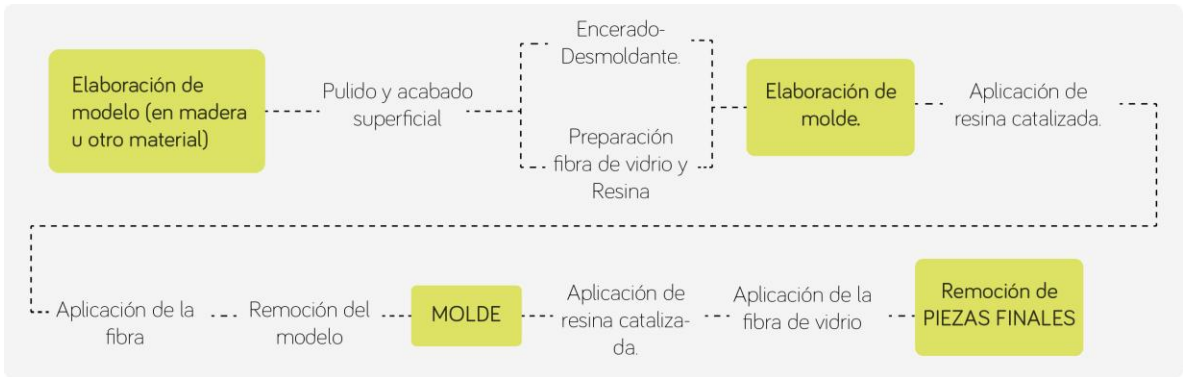 Elaboración de
modelo (en madera
u otro material)
Pulido y acabado
superficial
Encerado-
Desmoldante.
Preparación
fibra de vidrio y
Resina
Elaboración de
molde.
Aplicación de
resina catalizada.
Aplicación de la
fibra
Remoción del
modelo
MOLDE
Aplicación de
resina cataliza-
da.
Aplicación de la
fibra de vidrio
Remoción de
PIEZAS FINALES